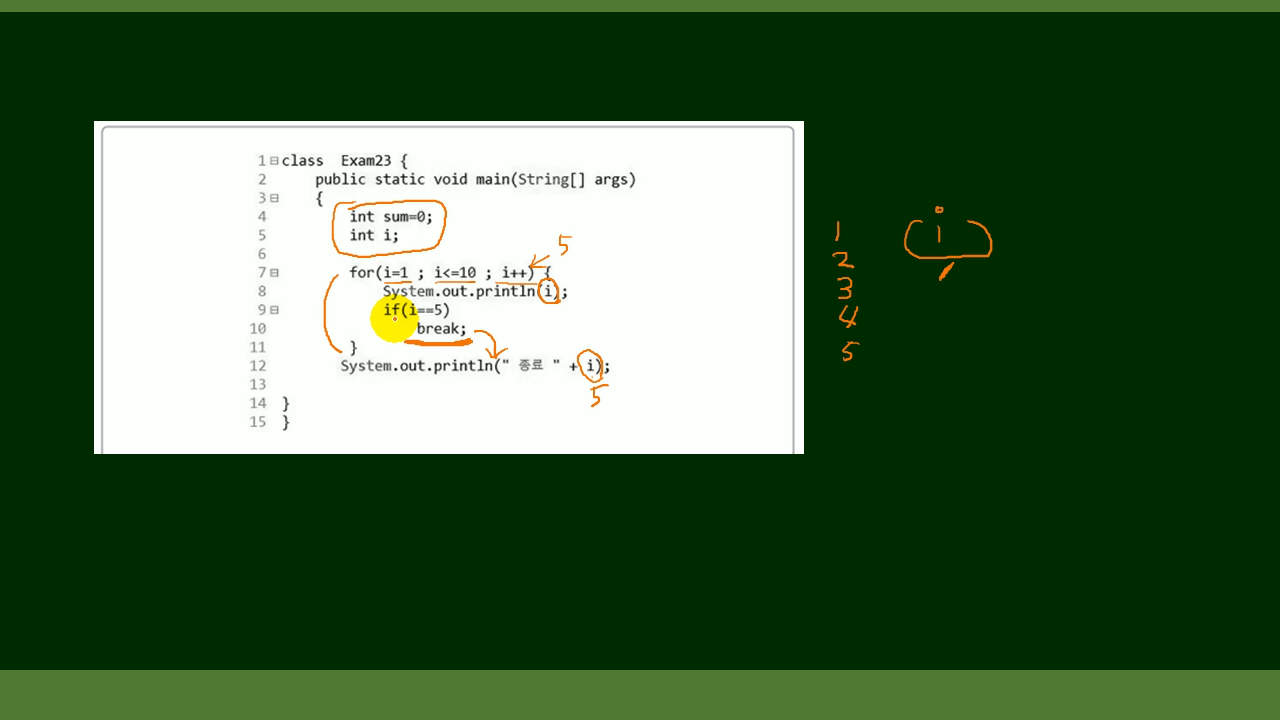 1 class  Exam23 {
2     public static void main(String[] args)
3     {
4         int sum=0;
5         int i;
6
7         for(i=1 ; i<=10 ; i++) {
8             System.out.println(i);
9             if(i==5)
10                 break;
11         }
12        System.out.println(" 종료 " + i);
13
14 }
15 }
5
5
1
2
3
4
5
i